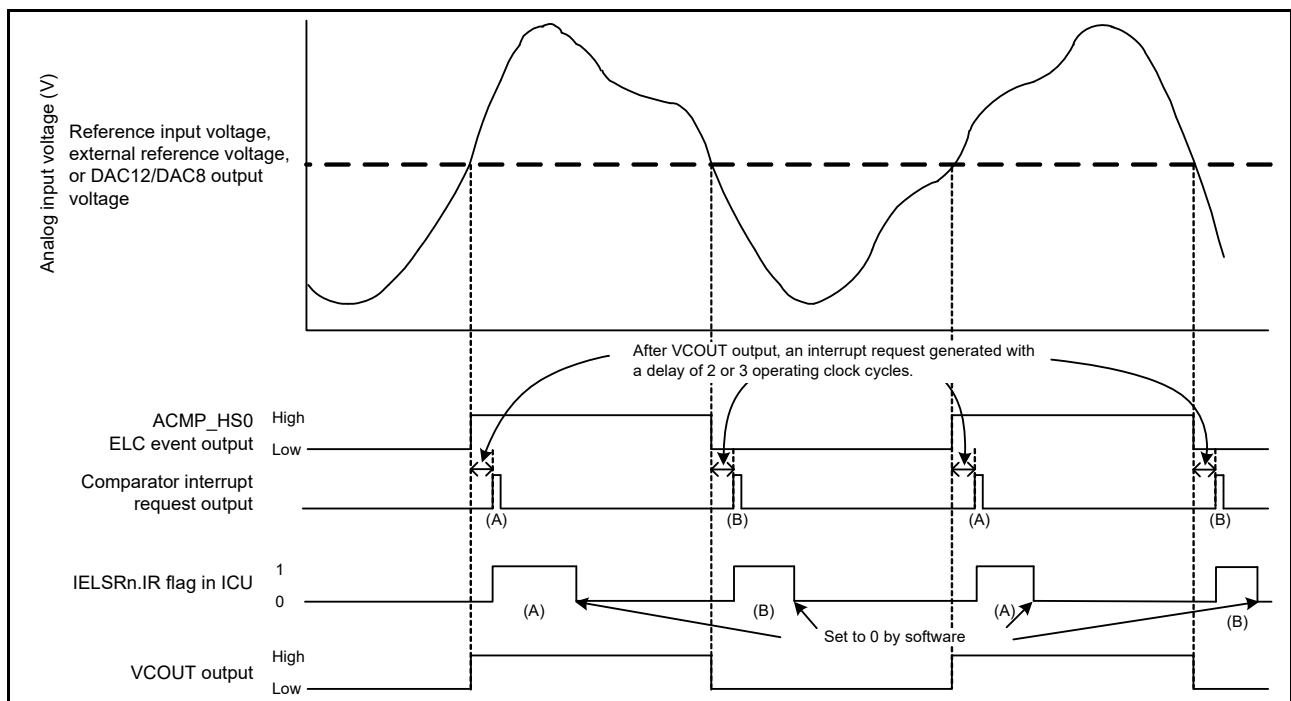 Analog input voltage (V)
Reference input voltage,
external reference voltage,
or DAC12/DAC8 output
voltage
After VCOUT output, an interrupt request generated with
a delay of 2 or 3 operating clock cycles.
ACMP_HS0
ELC event output
High
Low
Comparator interrupt
request output
(A)
(B)
(A)
(B)
IELSRn.IR flag in ICU
1
0
(A)
(B)
(A)
(B)
Set to 0 by software
VCOUT output
High
Low